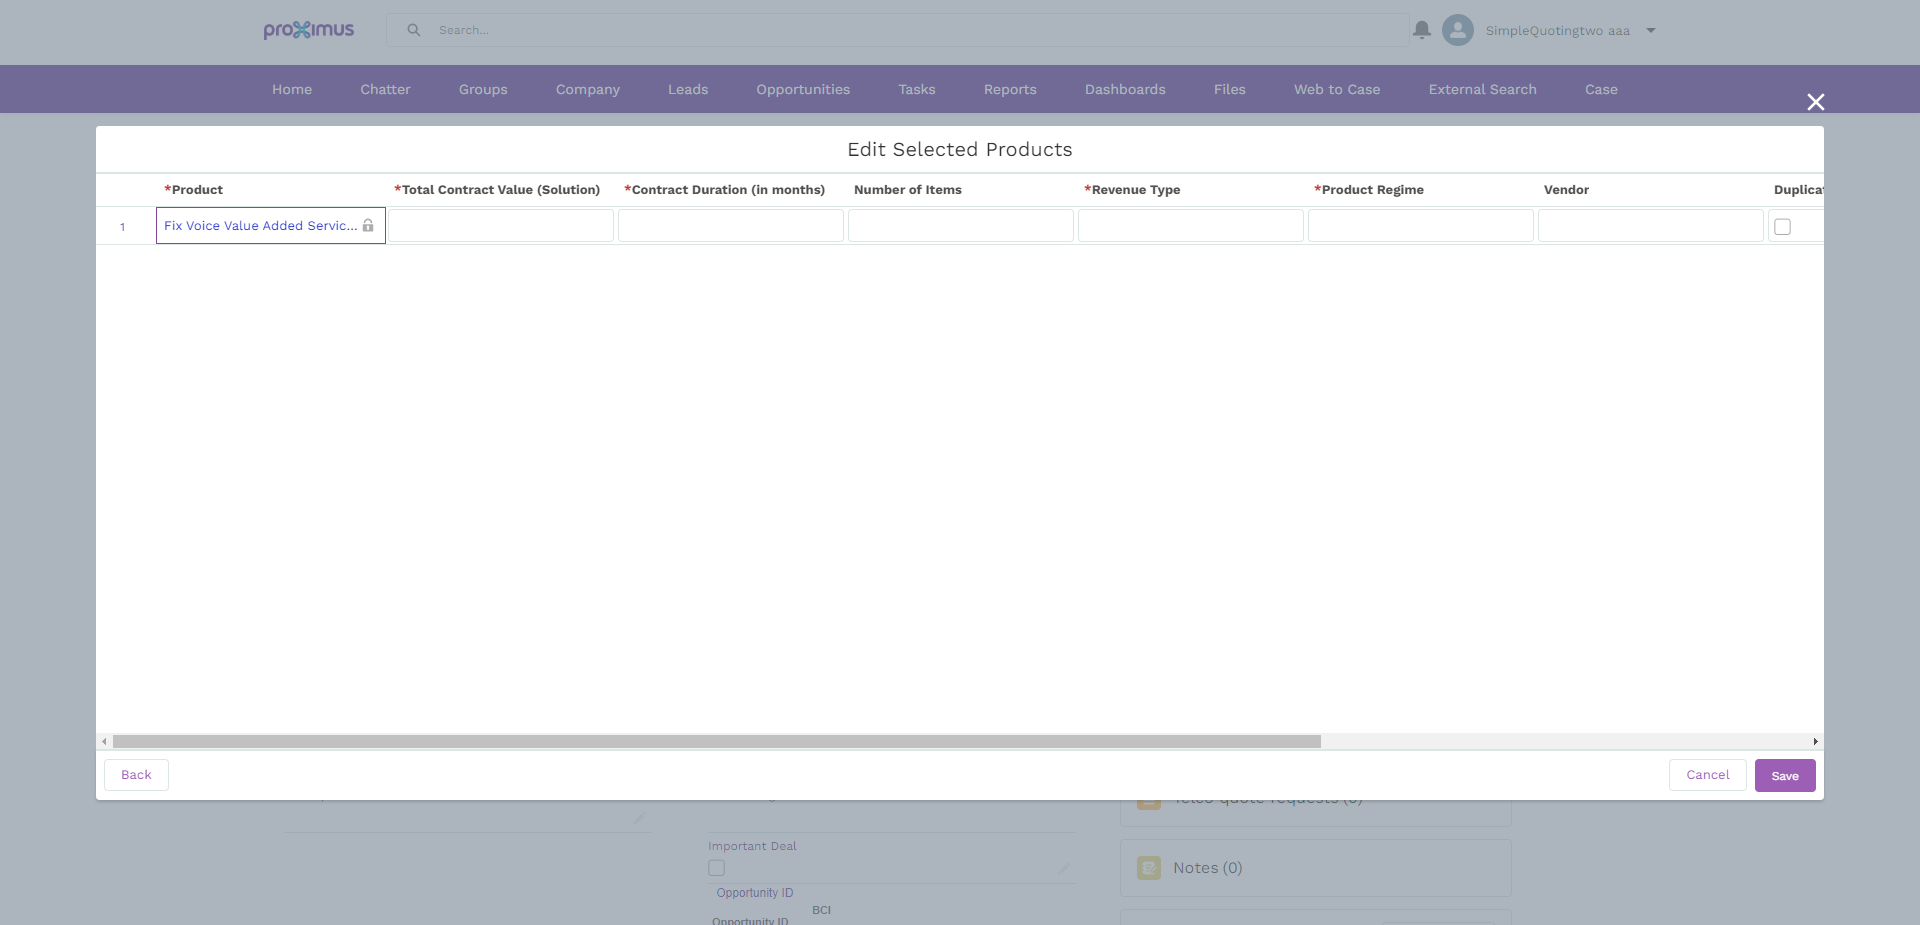 proximus
Search...
SimpleQuotingtwo aaa
Home Chatter Groups Company Leads Opportunities Tasks Reports Dashboards Files Web to Case External Search Case
Edit Selected Products
*Product *Total Contract Value (Solution) *Contract Duration (in months) Number of Items *Revenue Type *Product Regime Vendor Duplicat
1 Fix Voice Value Added Servic...
Back Cancel Save
Important Deal
Notes (0)
Opportunity ID
BCI
Opportunity ID